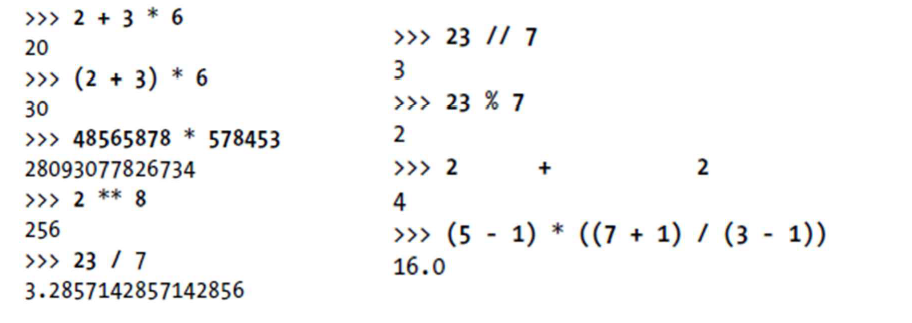 >>> 2 + 3 * 6
20
>>> (2 + 3) * 6
30
>>> 48565878 * 578453
28093077826734
>>> 2 ** 8
256
>>> 23 / 7
3.2857142857142856
>>> 23 // 7
3
>>> 23 % 7
2
>>> 2     +            2
4
>>> (5 - 1) * ((7 + 1) / (3 - 1))
16.0